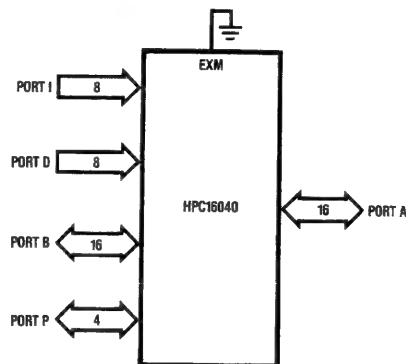 EXM
PORT I 8
PORT D 8
HPC16040
16 PORT A
PORT B 16
PORT P 4